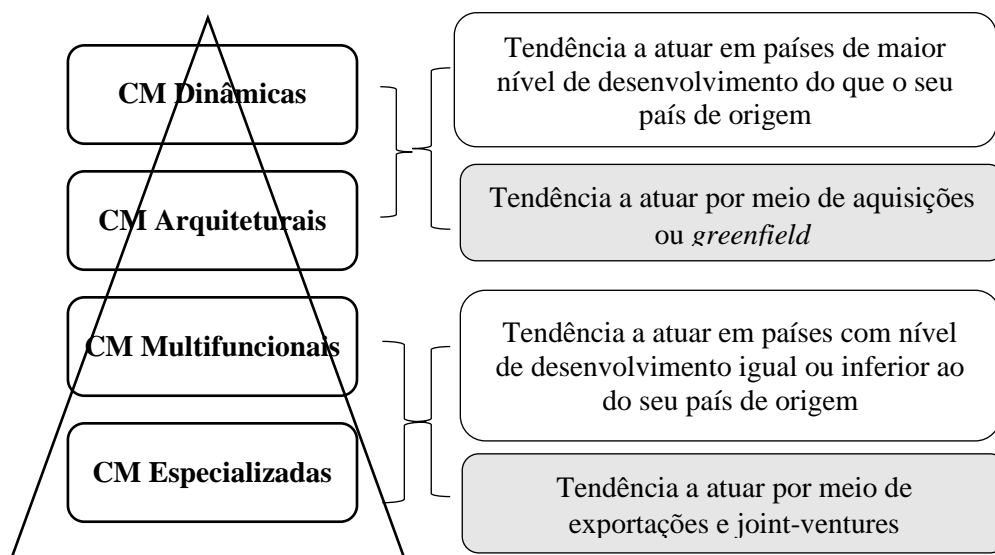 CM Dinâmicas
CM Arquiteturais
CM Multifuncionais
CM Especializadas
Tendência a atuar em países de maior
nível de desenvolvimento do que o seu
país de origem
Tendência a atuar por meio de aquisições
ou greenfield
Tendência a atuar em países com nível
de desenvolvimento igual ou inferior ao
do seu país de origem
Tendência a atuar por meio de
exportações e joint-ventures